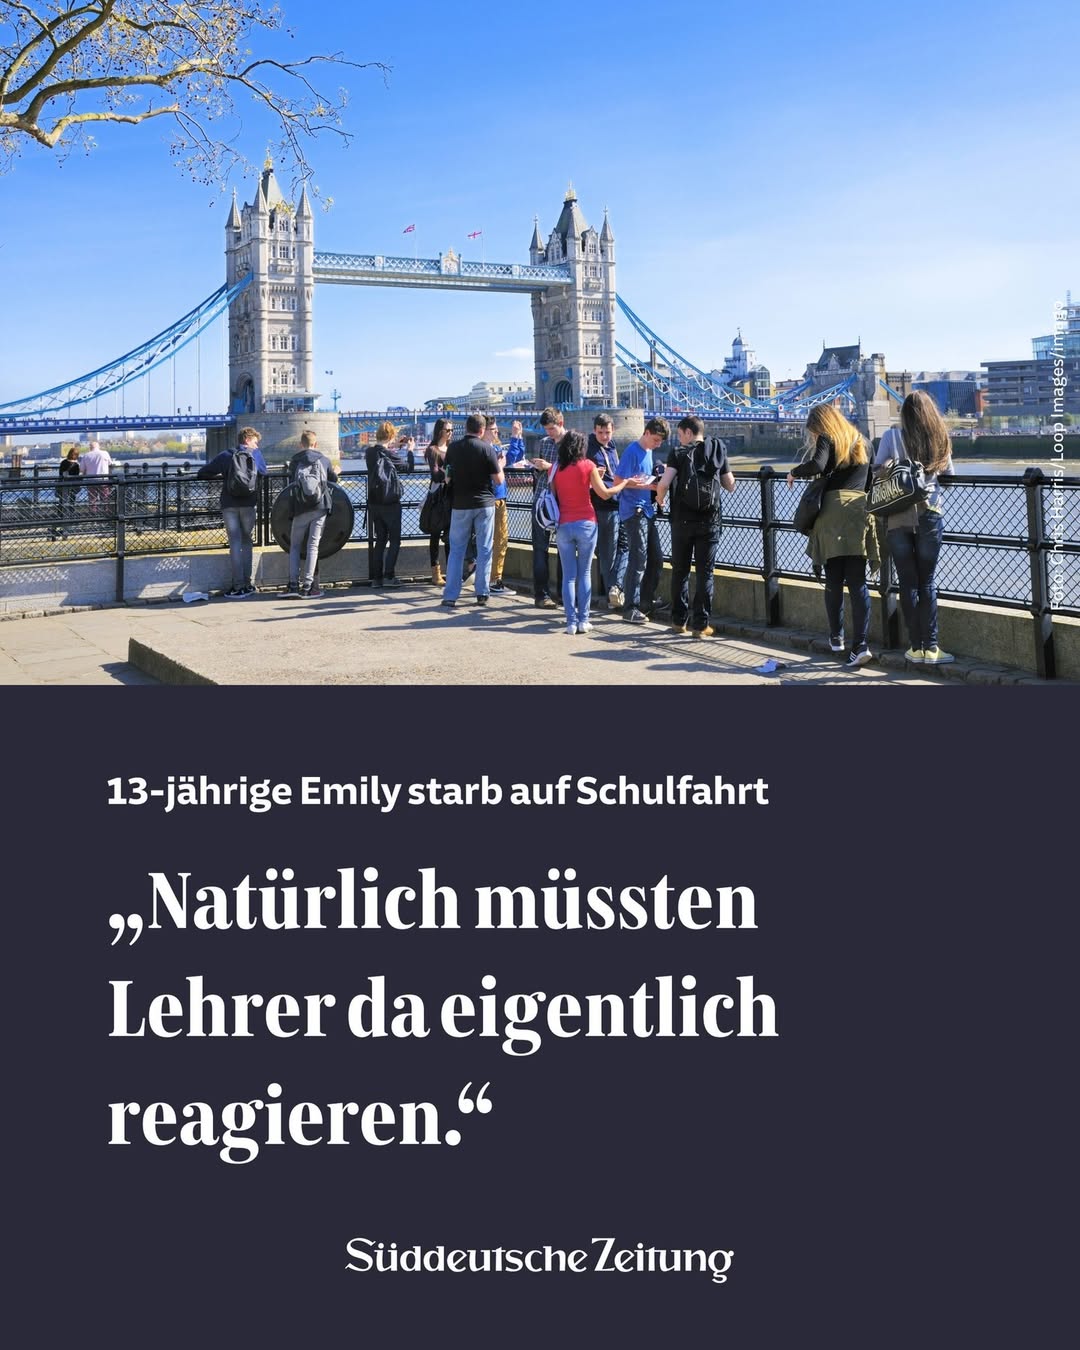 ORIGINAL
Foto: Chris Harris/Loop Images/imago
13-jährige Emily starb auf Schulfahrt
„Natürlich müssten
Lehrer da eigentlich
reagieren.“
Süddeutsche Zeitung